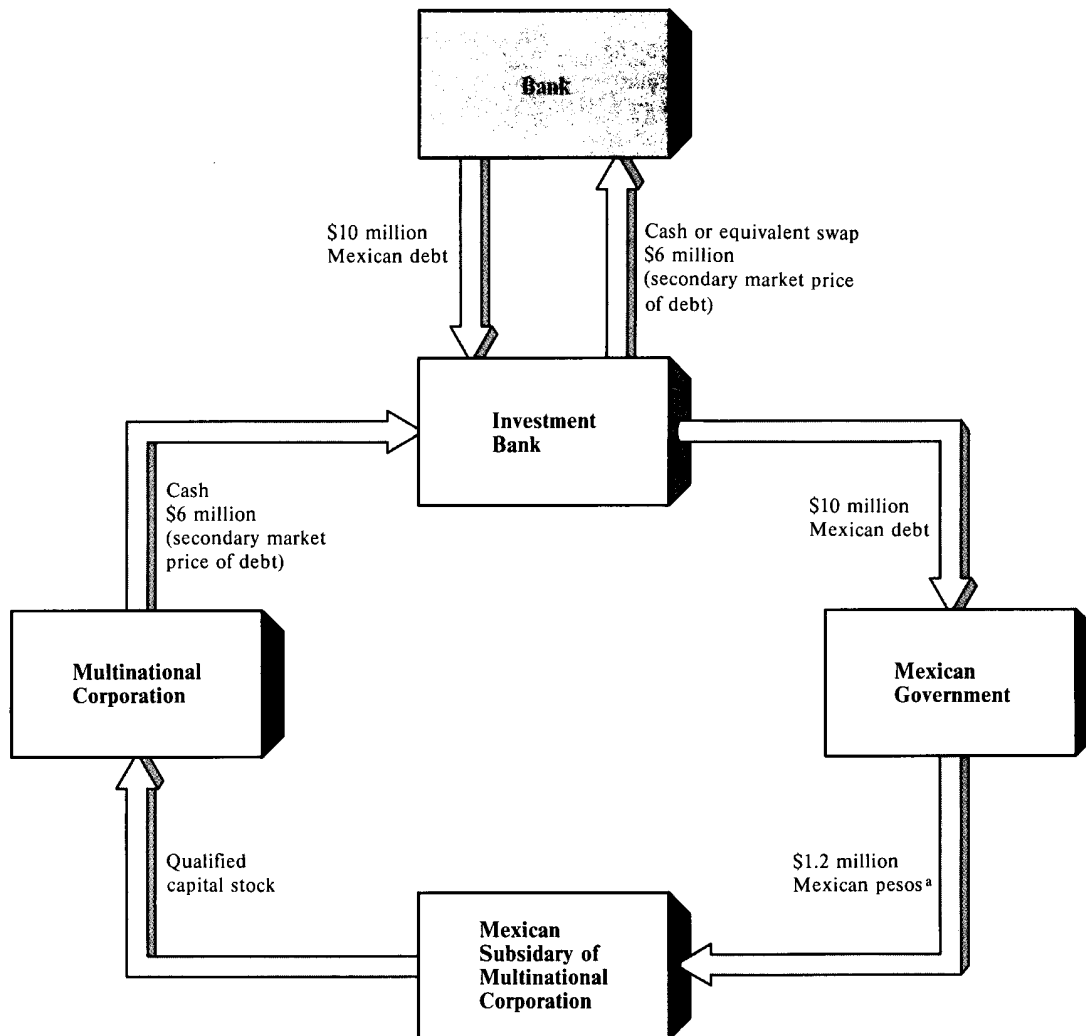 Bank
$10 million
Mexican debt
Cash or equivalent swap
$6 million
(secondary market price
of debt)
Investment
Bank
Cash
$6 million
(secondary market
price of debt)
$10 million
Mexican debt
Multinational
Corporation
Mexican
Government
Qualified
capital stock
$1.2 million
Mexican pesosᵃ
Mexican
Subsidary of
Multinational
Corporation